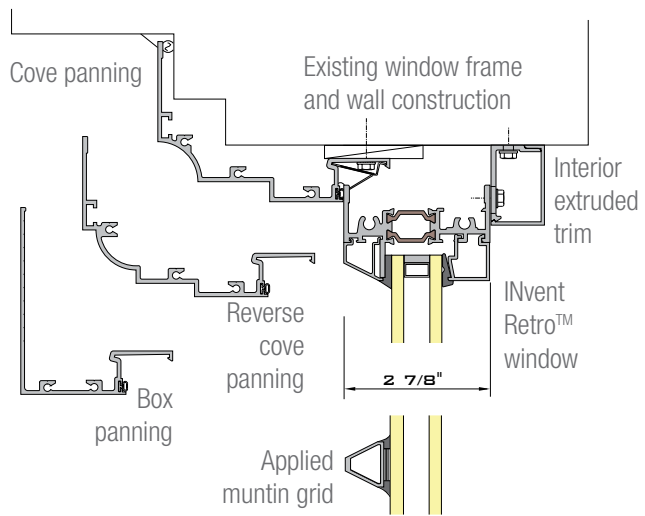 Cove panning
Existing window frame
and wall construction
Interior
extruded
trim
INvent
Retro™
window
Reverse
cove
panning
2 7/8"
Box
panning
Applied
muntin grid